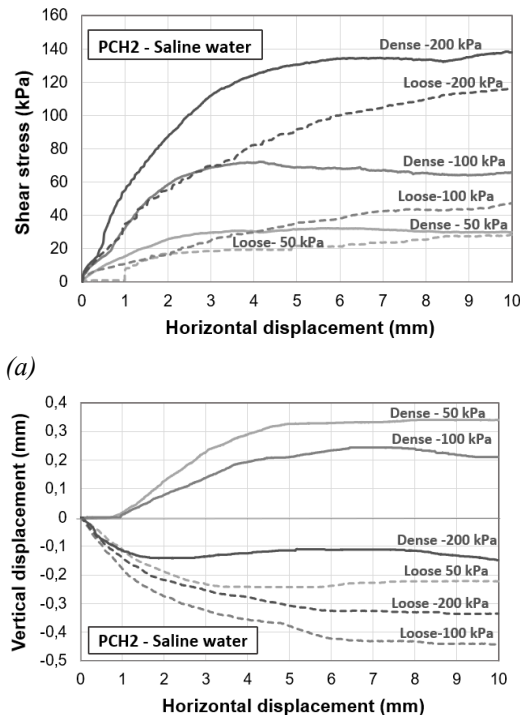 PCH2 - Saline water
Shear stress (kPa)
160
140
120
100
80
60
40
20
0
Dense -200 kPa
Loose -200 kPa
Dense -100 kPa
Loose-100 kPa
Dense - 50 kPa
Loose- 50 kPa
0 1 2 3 4 5 6 7 8 9 10
Horizontal displacement (mm)
(a)
Vertical displacement (mm)
0,4
0,3
0,2
0,1
0
-0,1
-0,2
-0,3
-0,4
-0,5
Dense - 50 kPa
Dense -100 kPa
Dense -200 kPa
Loose 50 kPa
Loose -200 kPa
Loose-100 kPa
PCH2 - Saline water
0 1 2 3 4 5 6 7 8 9 10
Horizontal displacement (mm)